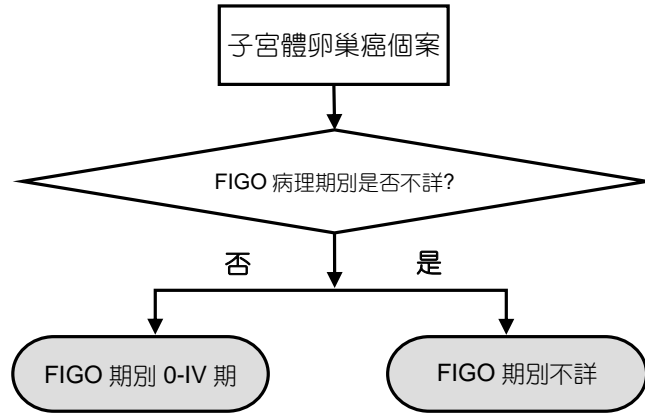 子宮體卵巢癌個案
FIGO 病理期別是否不詳?
否
是
FIGO 期別 0-IV 期
FIGO 期別不詳